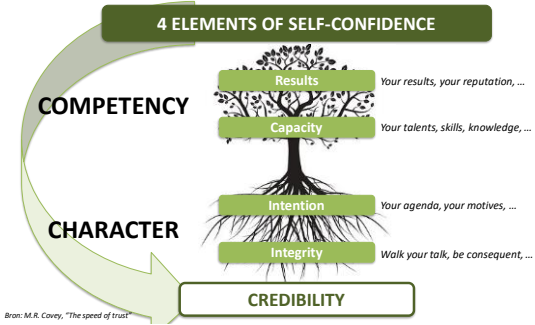 4 ELEMENTS OF SELF-CONFIDENCE
Results
Your results, your reputation, ...
COMPETENCY
Capacity
Your talents, skills, knowledge, ...
Intention
Your agenda, your motives, ...
CHARACTER
Integrity
Walk your talk, be consequent, ...
CREDIBILITY
Bron: M.R. Covey, "The speed of trust"